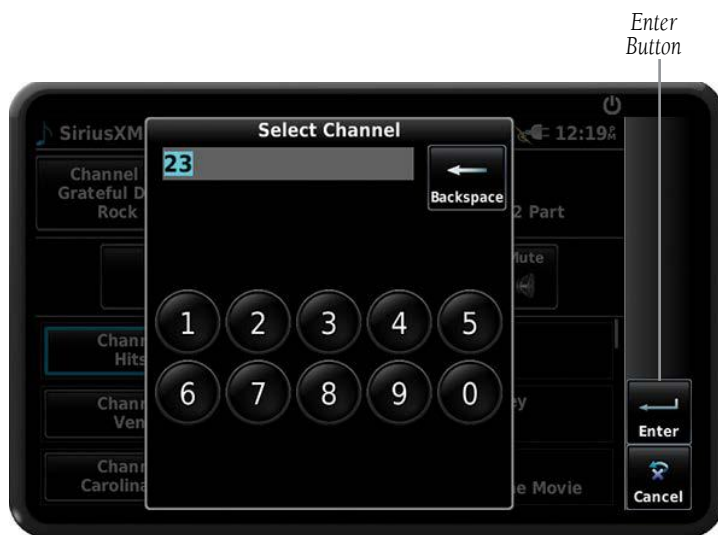 Enter
Button
SiriusXM
Select Channel
12:19
23
Backspace
Channel
Grateful D
Rock
2 Part
Mute
1 2 3 4 5
Chann
Hits
6 7 8 9 0
Chann
Ven
ey
Enter
Chann
Carolina
e Movie
Cancel